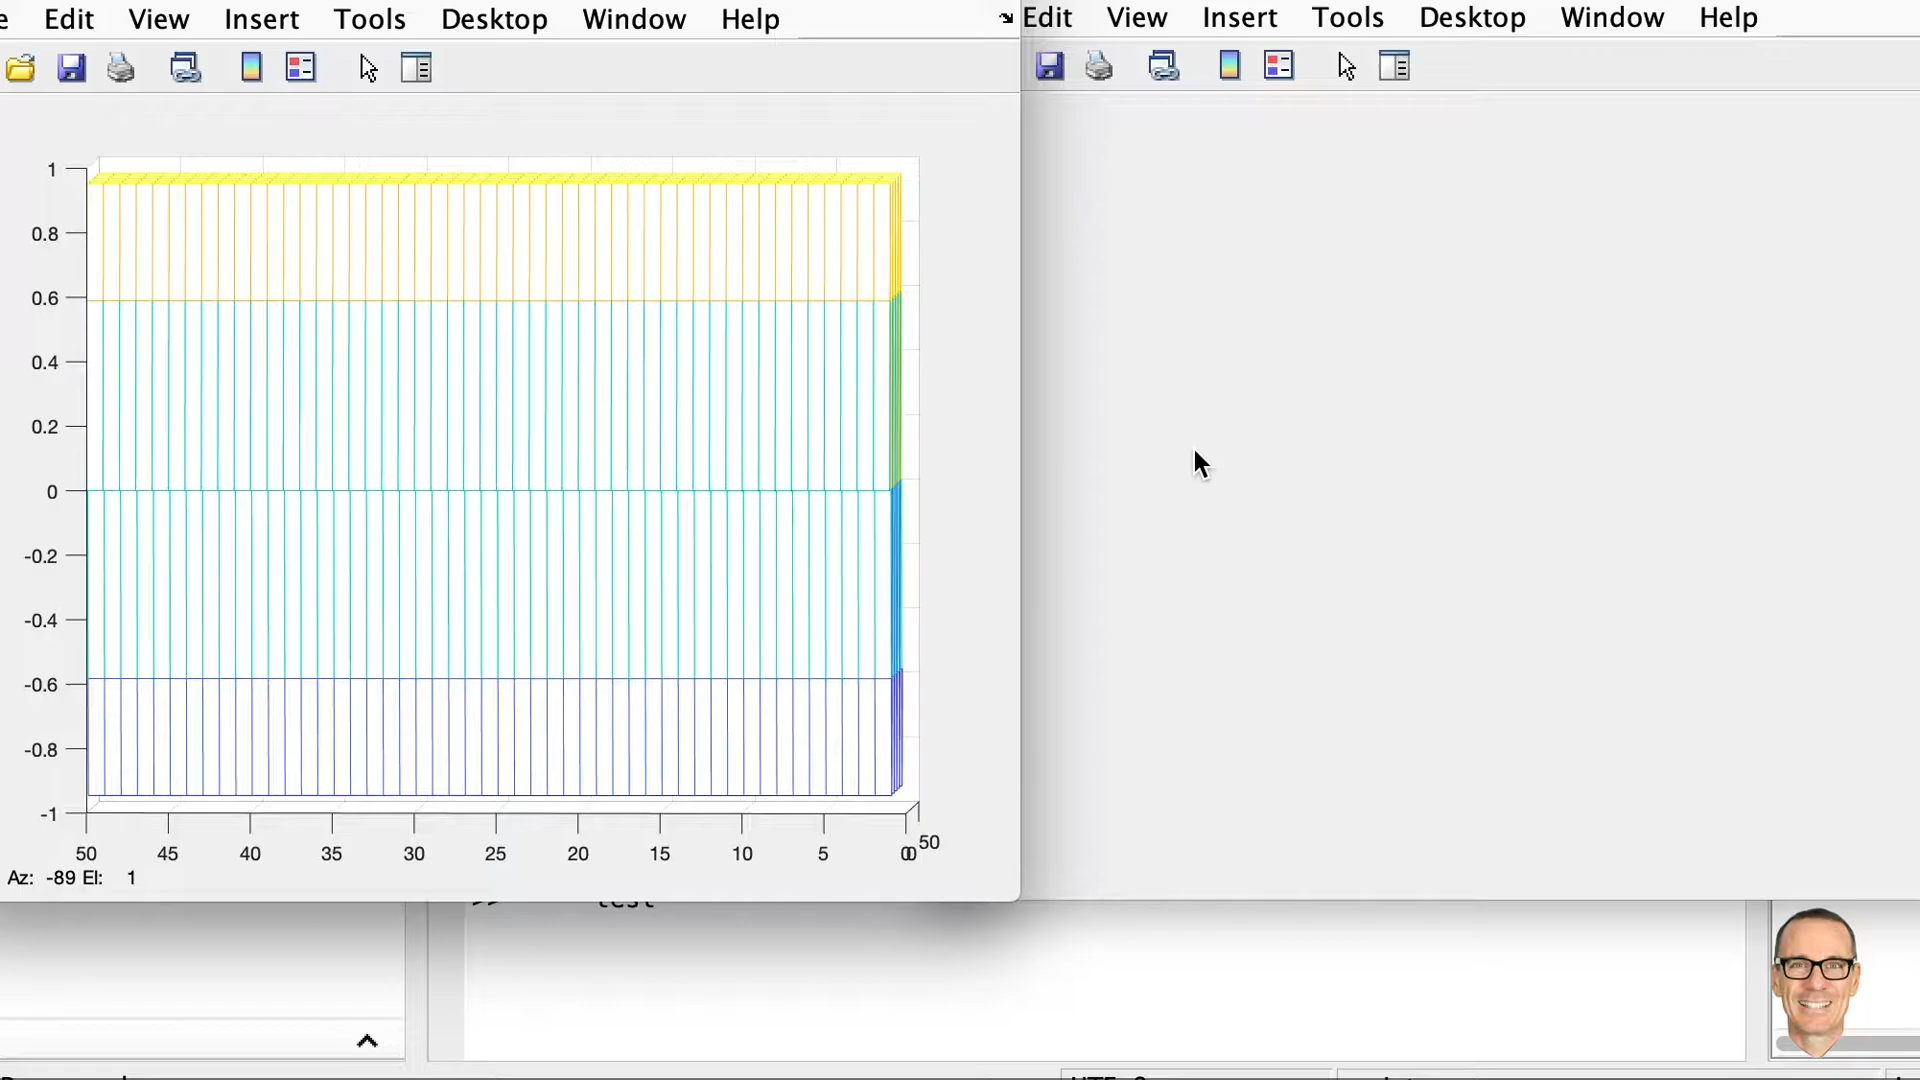 Edit View Insert Tools Desktop Window Help
Edit View Insert Tools Desktop Window Help
1
0.8
0.6
0.4
0.2
0
-0.2
-0.4
-0.6
-0.8
-1
50 45 40 35 30 25 20 15 10 5 0
0 50
Az: -89 El: 1
>> test